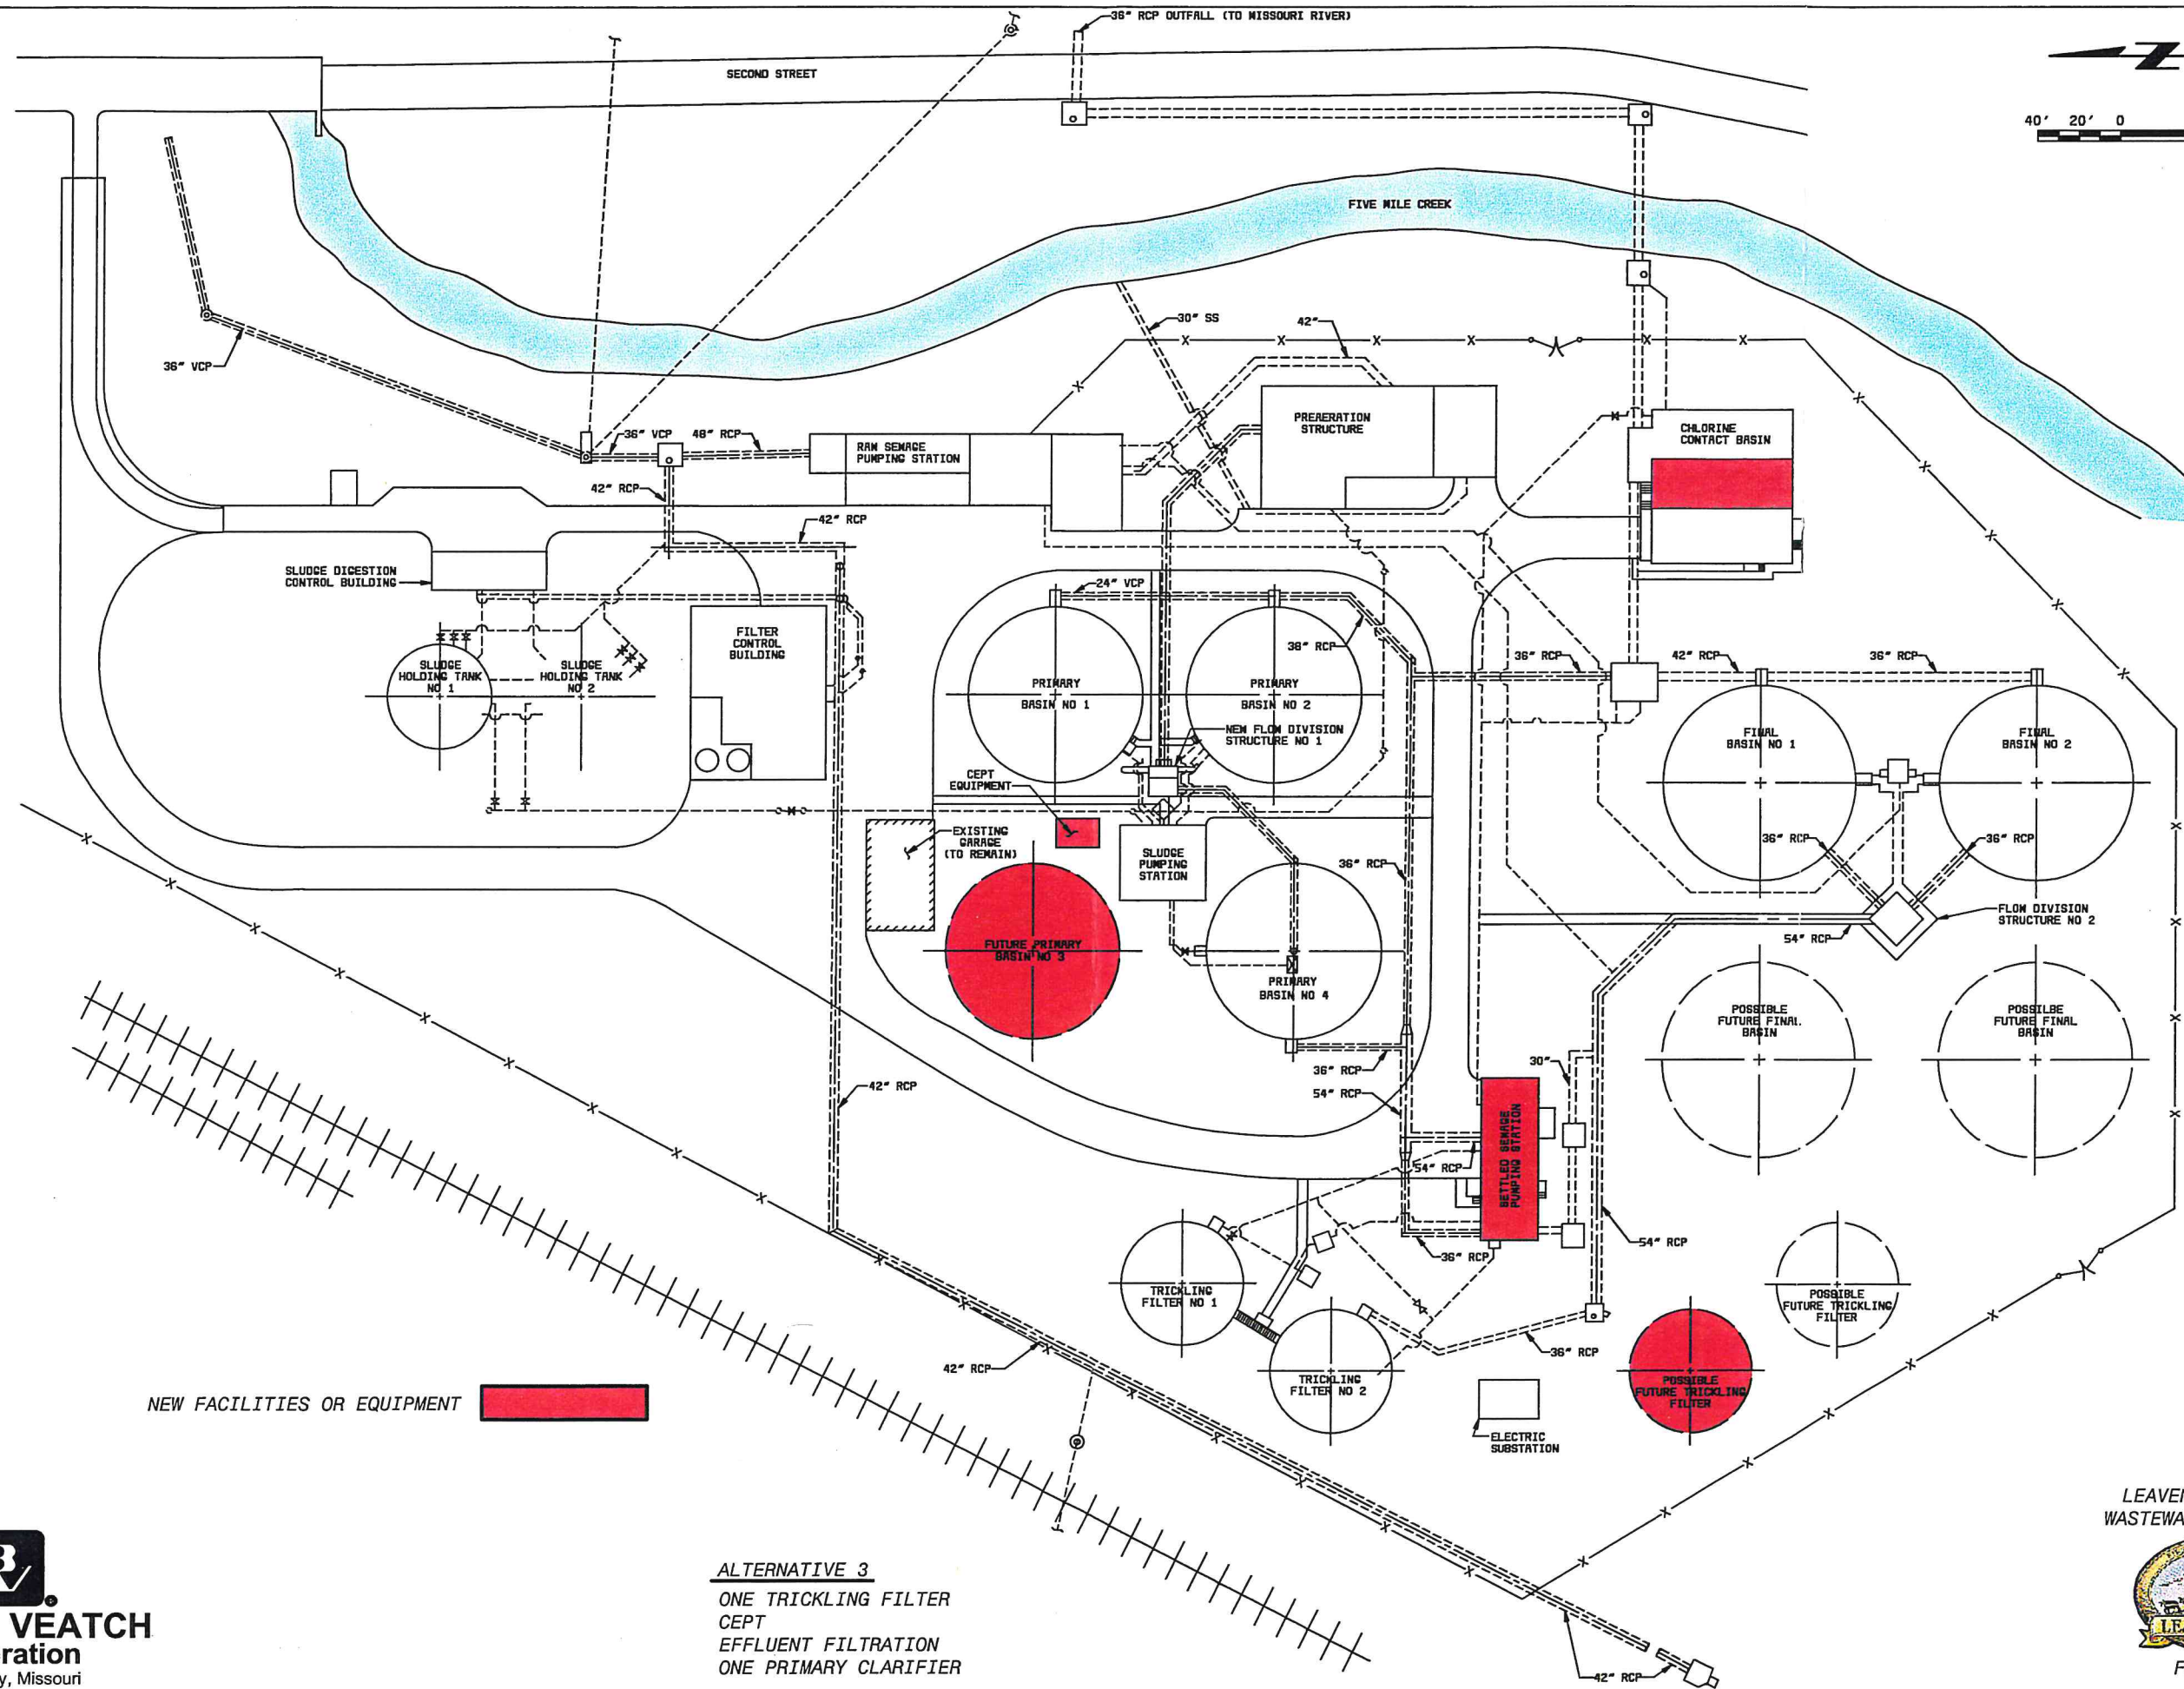 36" RCP OUTFALL (TO MISSOURI RIVER)
SECOND STREET
40' 20' 0
FIVE MILE CREEK
30" SS
42"
36" VCP
PREAERATION
STRUCTURE
CHLORINE
CONTACT BASIN
36" VCP
48" RCP
RAW SEWAGE
PUMPING STATION
42" RCP
42" RCP
SLUDGE DIGESTION
CONTROL BUILDING
24" VCP
FILTER
CONTROL
BUILDING
36" RCP
36" RCP
42" RCP
36" RCP
SLUDGE
HOLDING TANK
NO 1
SLUDGE
HOLDING TANK
NO 2
PRIMARY
BASIN NO 1
PRIMARY
BASIN NO 2
NEW FLOW DIVISION
STRUCTURE NO 1
FINAL
BASIN NO 1
FINAL
BASIN NO 2
CEPT
EQUIPMENT
EXISTING
GARAGE
(TO REMAIN)
SLUDGE
PUMPING
STATION
36" RCP
36" RCP
36" RCP
FLOW DIVISION
STRUCTURE NO 2
54" RCP
FUTURE PRIMARY
BASIN NO 3
PRIMARY
BASIN NO 4
POSSIBLE
FUTURE FINAL
BASIN
POSSILBE
FUTURE FINAL
BASIN
36" RCP
30"
42" RCP
54" RCP
SETTLED SEWAGE
PUMPING STATION
54" RCP
36" RCP
54" RCP
TRICKLING
FILTER NO 1
POSSIBLE
FUTURE TRICKLING
FILTER
36" RCP
42" RCP
TRICKLING
FILTER NO 2
POSSIBLE
FUTURE TRICKLING
FILTER
NEW FACILITIES OR EQUIPMENT
ELECTRIC
SUBSTATION
LEAVEN
WASTEWA
ALTERNATIVE 3
ONE TRICKLING FILTER
CEPT
EFFLUENT FILTRATION
ONE PRIMARY CLARIFIER
VEATCH
ration
y, Missouri
42" RCP
LEA
F